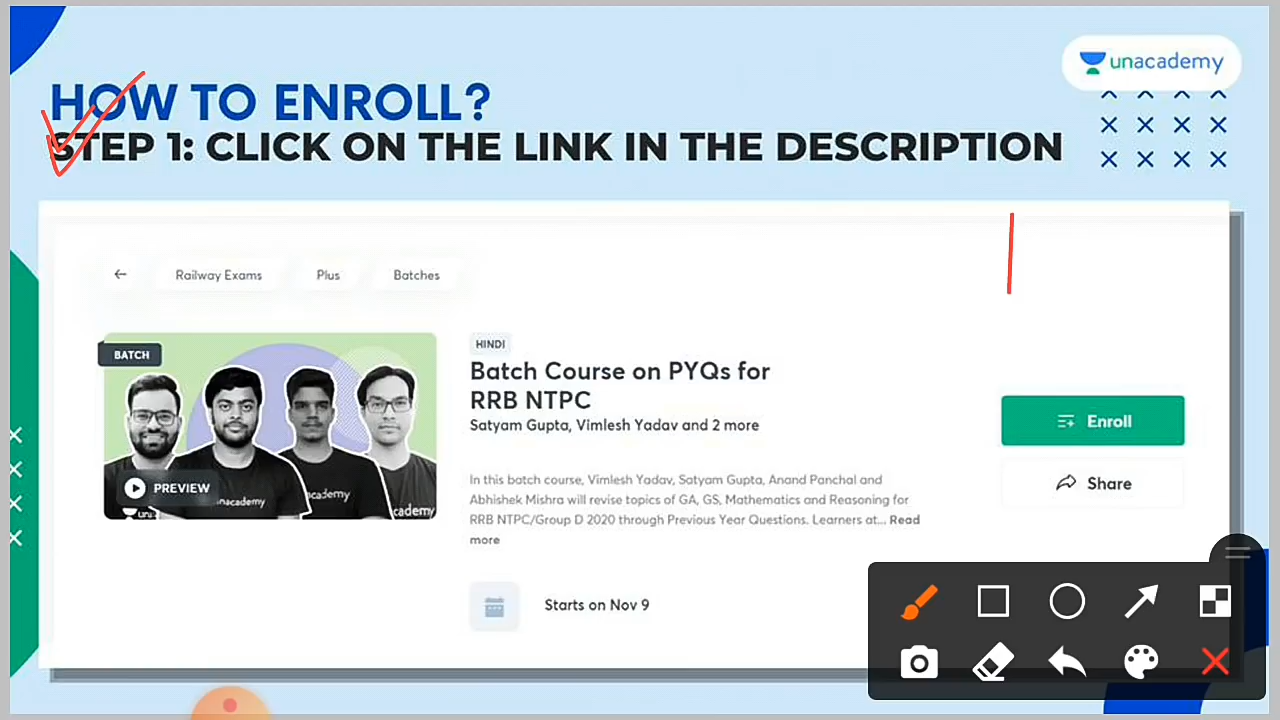 unacademy
HOW TO ENROLL?
STEP 1: CLICK ON THE LINK IN THE DESCRIPTION
Railway Exams Plus Batches
BATCH
HINDI
Batch Course on PYQs for
RRB NTPC
Satyam Gupta, Vimlesh Yadav and 2 more
Enroll
In this batch course, Vimlesh Yadav, Satyam Gupta, Anand Panchal and
Abhishek Mishra will revise topics of GA, GS, Mathematics and Reasoning for
RRB NTPC/Group D 2020 through Previous Year Questions. Learners at... Read
more
Share
PREVIEW
unacademy
Starts on Nov 9